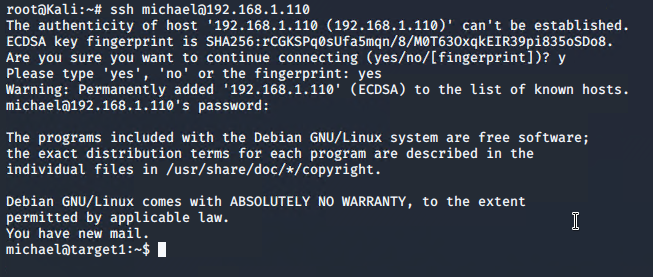 root@Kali:~# ssh michael@192.168.1.110
The authenticity of host '192.168.1.110 (192.168.1.110)' can't be established.
ECDSA key fingerprint is SHA256:rCGKSPq0sUfa5mqn/8/M0T63OxqkEIR39pi835oSDo8.
Are you sure you want to continue connecting (yes/no/[fingerprint])? y
Please type 'yes', 'no' or the fingerprint: yes
Warning: Permanently added '192.168.1.110' (ECDSA) to the list of known hosts.
michael@192.168.1.110's password:
The programs included with the Debian GNU/Linux system are free software;
the exact distribution terms for each program are described in the
individual files in /usr/share/doc/*/copyright.
Debian GNU/Linux comes with ABSOLUTELY NO WARRANTY, to the extent
permitted by applicable law.
You have new mail.
michael@target1:~$